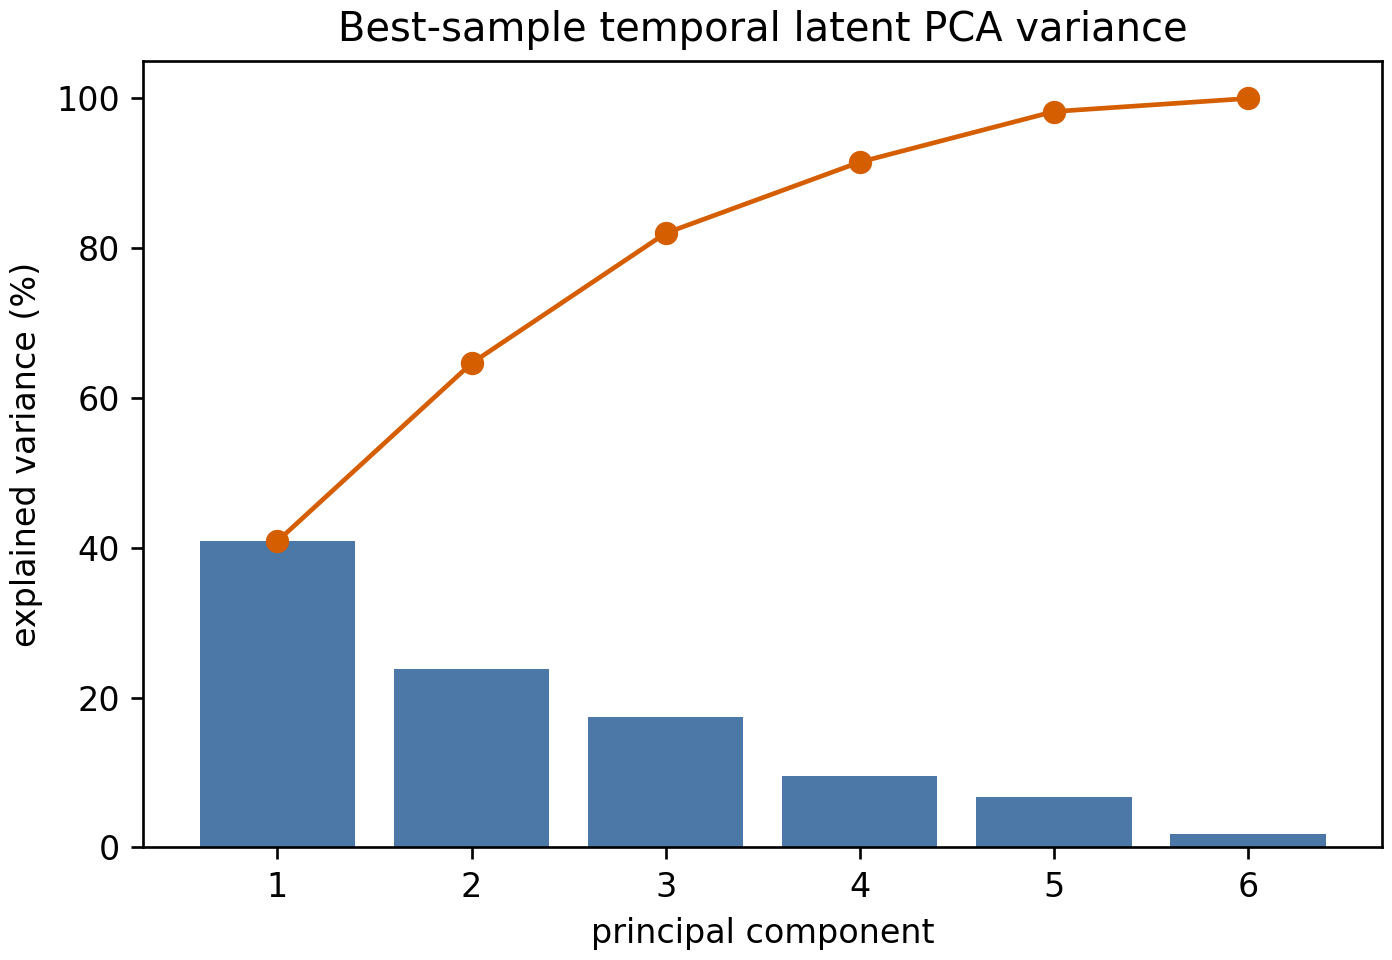 Best-sample temporal latent PCA variance
explained variance (%)
100
80
60
40
20
0
1 2 3 4 5 6
principal component